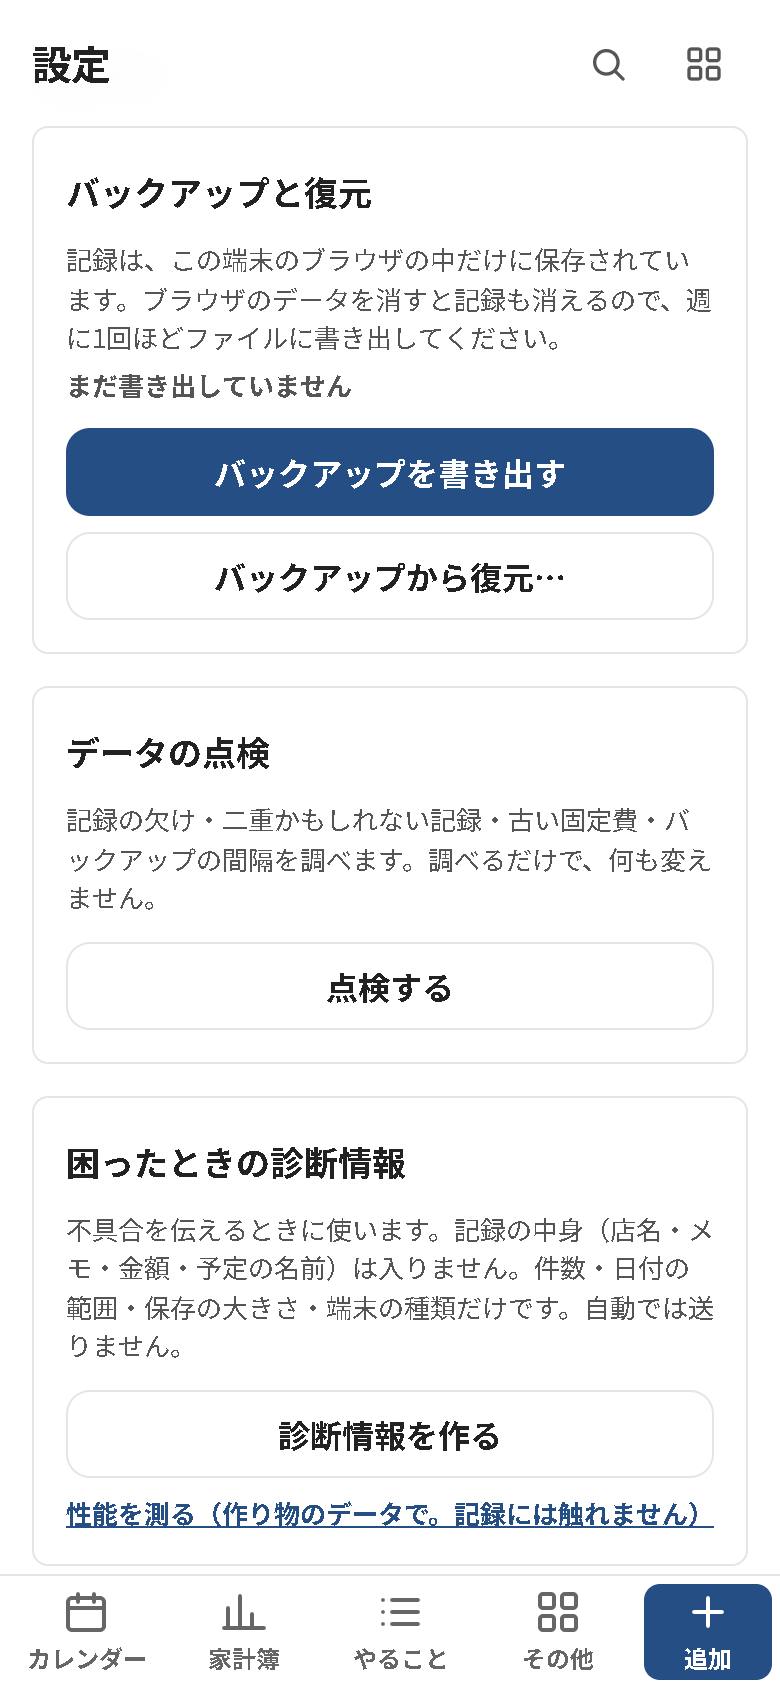 設定
バックアップと復元
記録は、この端末のブラウザの中だけに保存されてい
ます。ブラウザのデータを消すと記録も消えるので、週
に1回ほどファイルに書き出してください。
まだ書き出していません
バックアップを書き出す
バックアップから復元…
データの点検
記録の欠け・二重かもしれない記録・古い固定費・バ
ックアップの間隔を調べます。調べるだけで、何も変え
ません。
点検する
困ったときの診断情報
不具合を伝えるときに使います。記録の中身（店名・メ
モ・金額・予定の名前）は入りません。件数・日付の
範囲・保存の大きさ・端末の種類だけです。自動では送
りません。
診断情報を作る
性能を測る（作り物のデータで。記録には触れません）
カレンダー
家計簿
やること
その他
追加